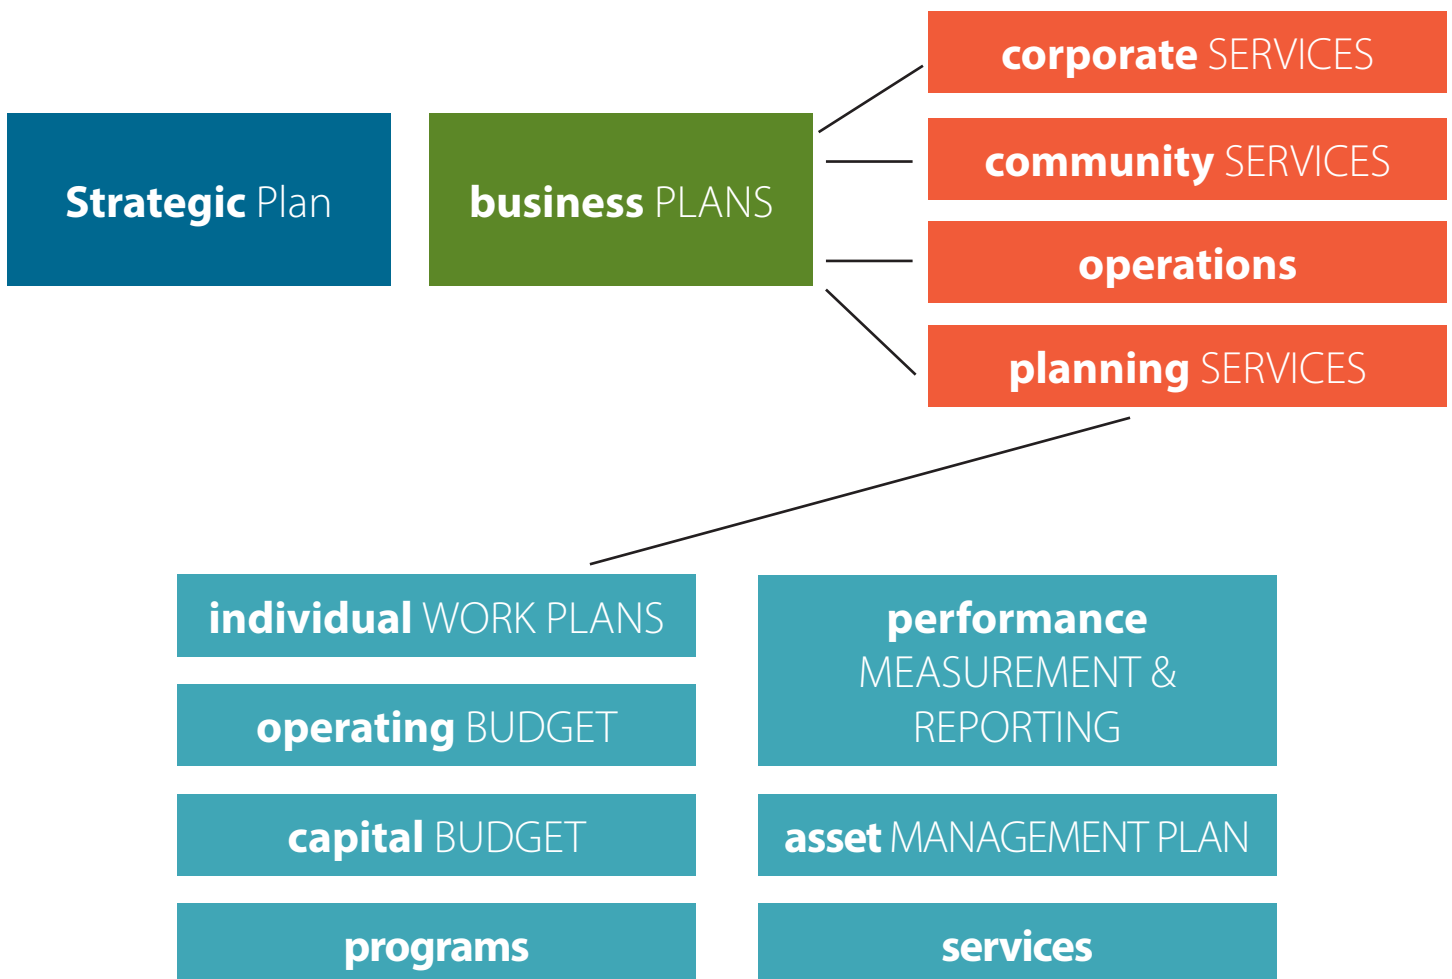 Strategic Plan
business PLANS
corporate SERVICES
community SERVICES
operations
planning SERVICES
individual WORK PLANS
operating BUDGET
capital BUDGET
programs
performance
MEASUREMENT &
REPORTING
asset MANAGEMENT PLAN
services